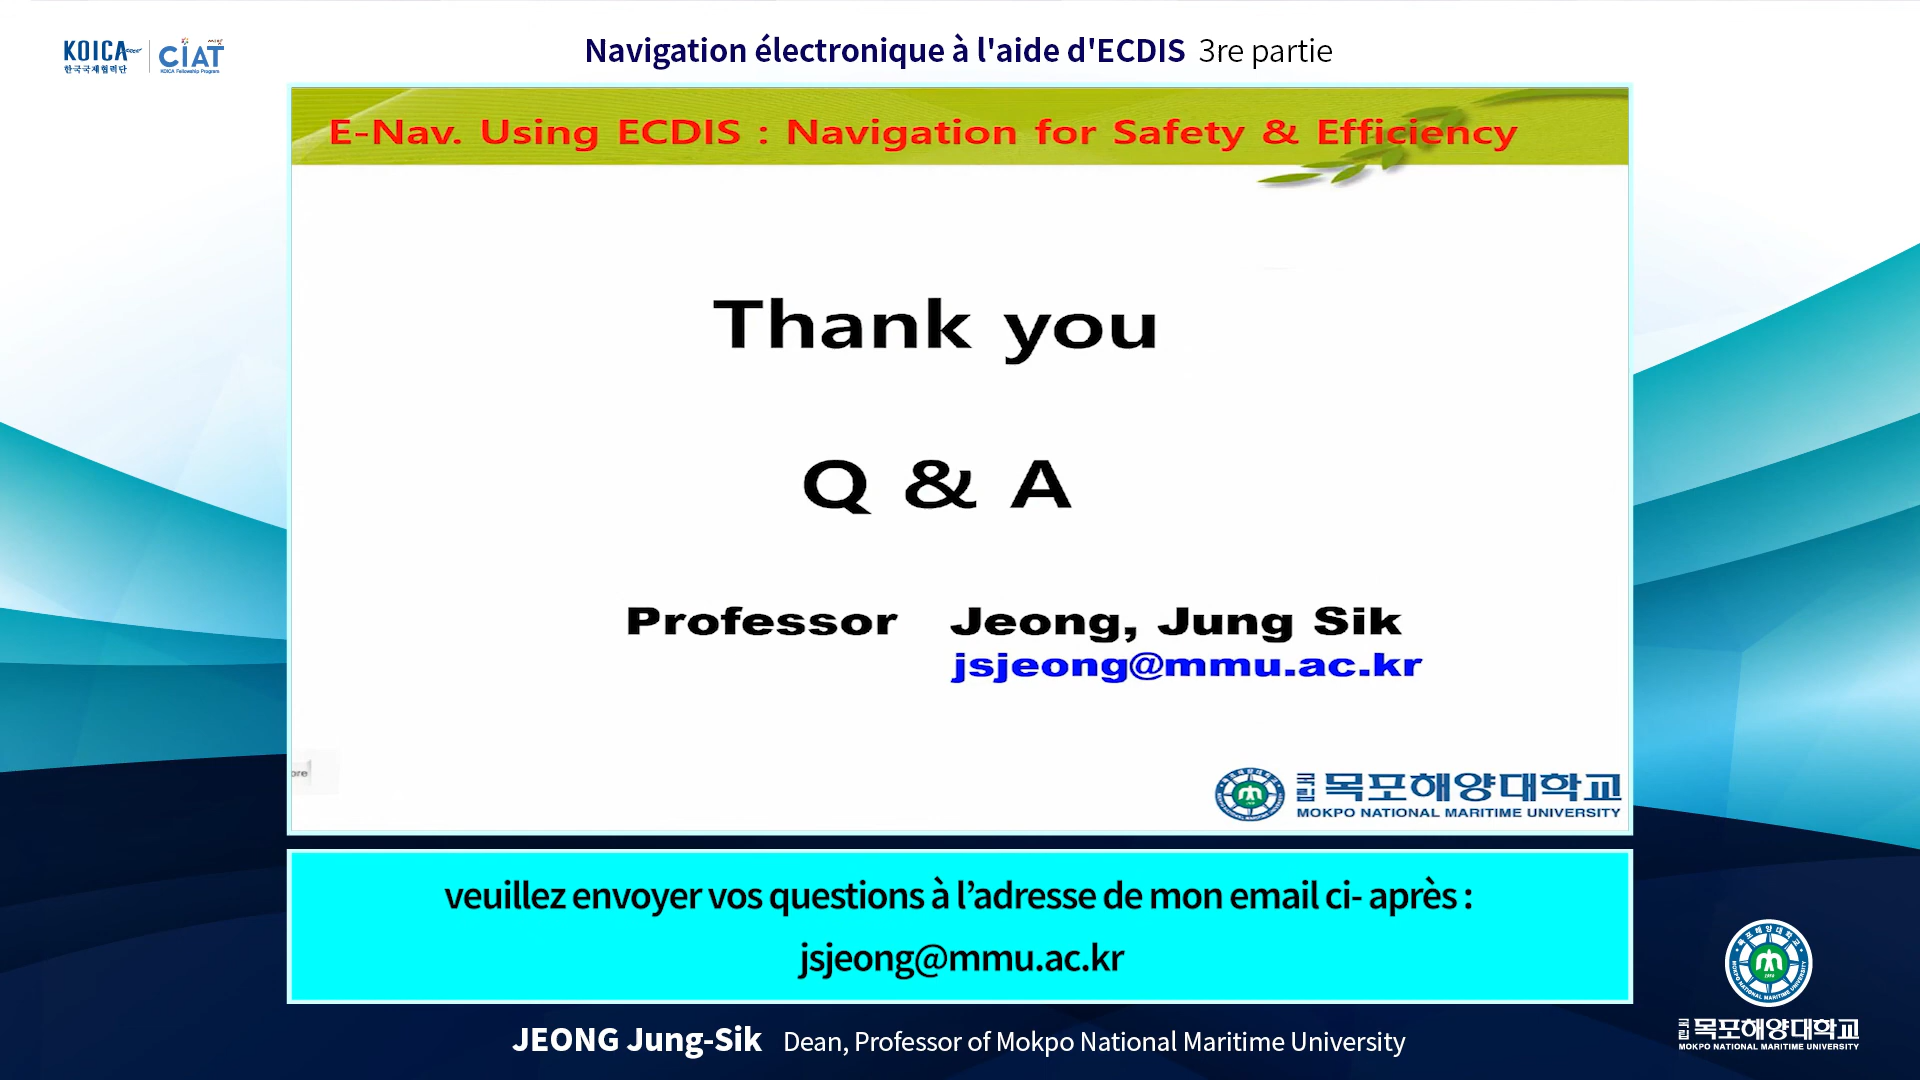 KOICA
한국국제협력단
CIAT
KOICA Fellowship Program
Navigation électronique à l'aide d'ECDIS 3re partie
E-Nav. Using ECDIS : Navigation for Safety & Efficiency
Thank you
Q & A
Professor Jeong, Jung Sik
jsjeong@mmu.ac.kr
국립 목포해양대학교
MOKPO NATIONAL MARITIME UNIVERSITY
veuillez envoyer vos questions à l’adresse de mon email ci- après :
jsjeong@mmu.ac.kr
JEONG Jung-Sik Dean, Professor of Mokpo National Maritime University
국립 목포해양대학교
MOKPO NATIONAL MARITIME UNIVERSITY